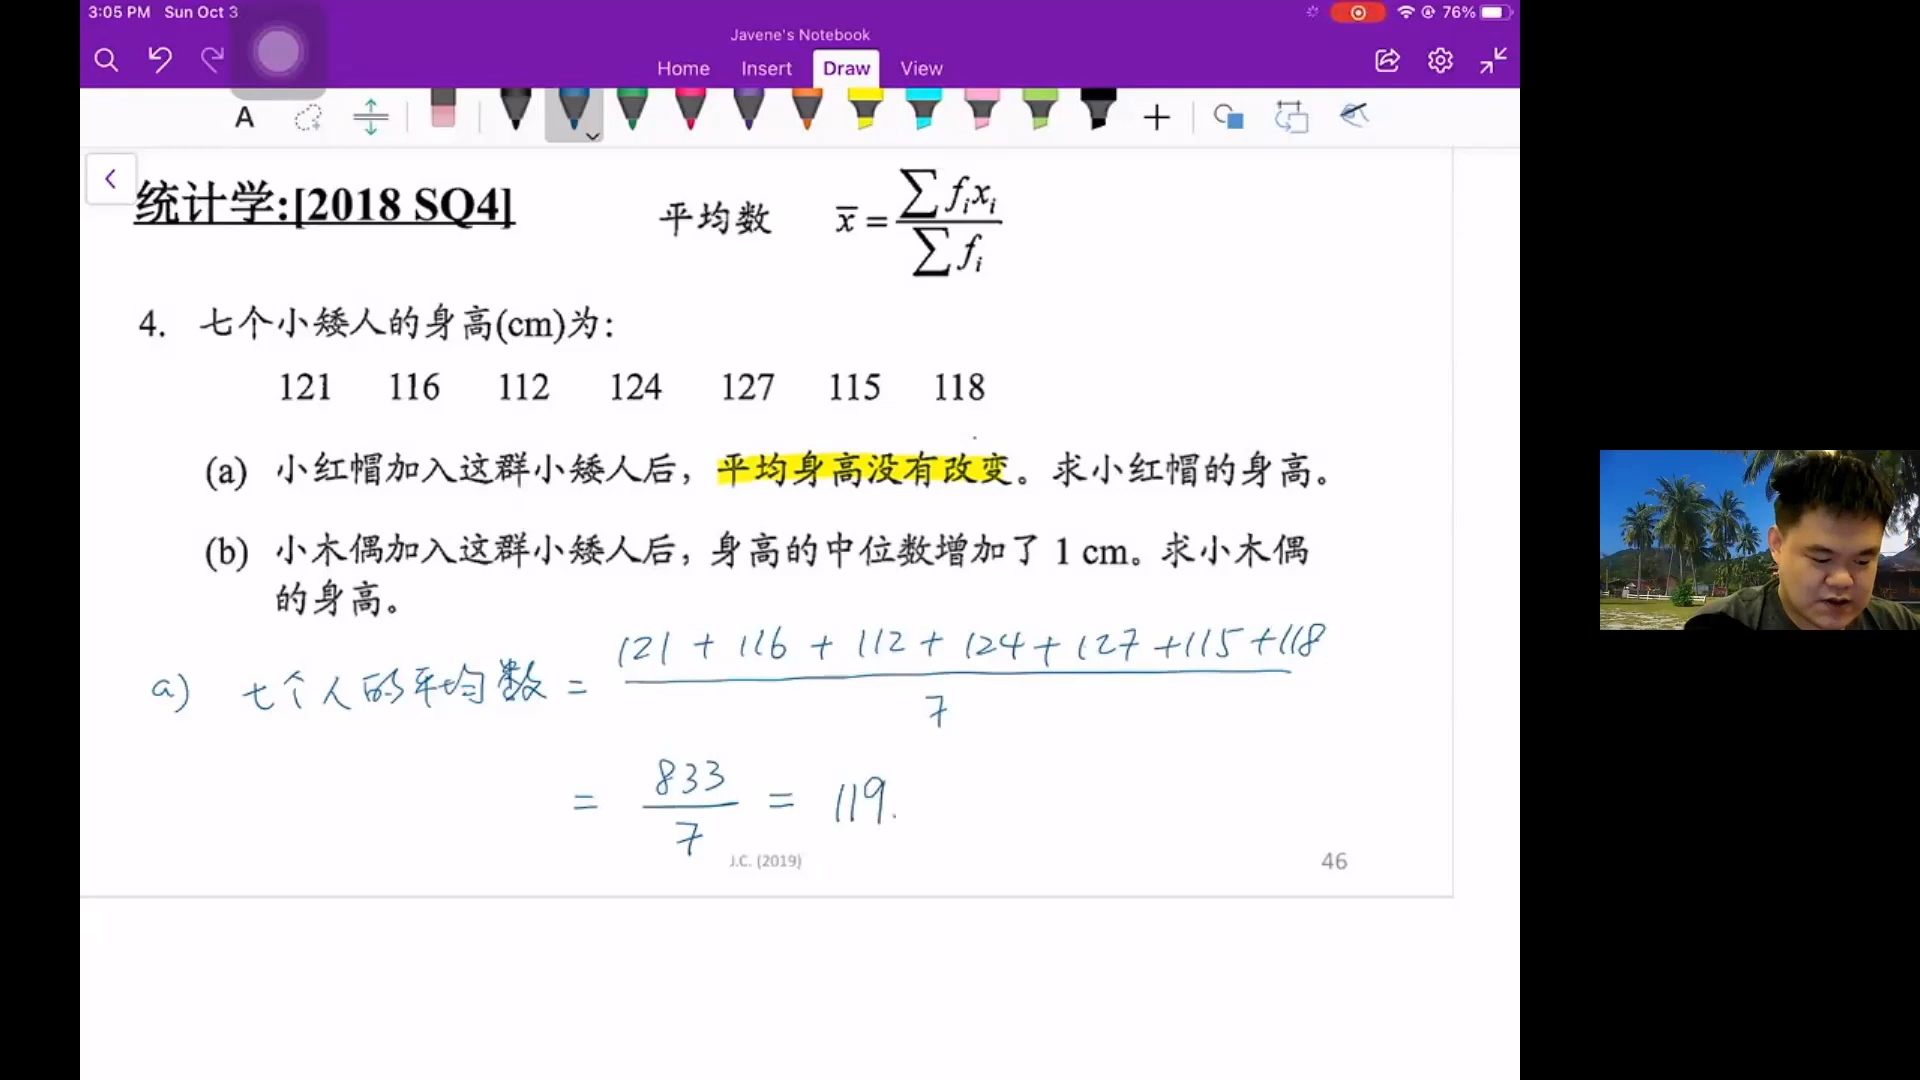 3:05 PM Sun Oct 3
76%
Javene's Notebook
Home Insert Draw View
A
统计学:[2018 SQ4]
平均数 x̄ = ∑fᵢxᵢ / ∑fᵢ
4. 七个小矮人的身高(cm)为:
121 116 112 124 127 115 118
(a) 小红帽加入这群小矮人后，平均身高没有改变。求小红帽的身高。
(b) 小木偶加入这群小矮人后，身高的中位数增加了 1 cm。求小木偶
的身高。
a) 七个人的平均数 = (121 + 116 + 112 + 124 + 127 + 115 + 118) / 7
= 833 / 7 = 119.
J.C. (2019)
46